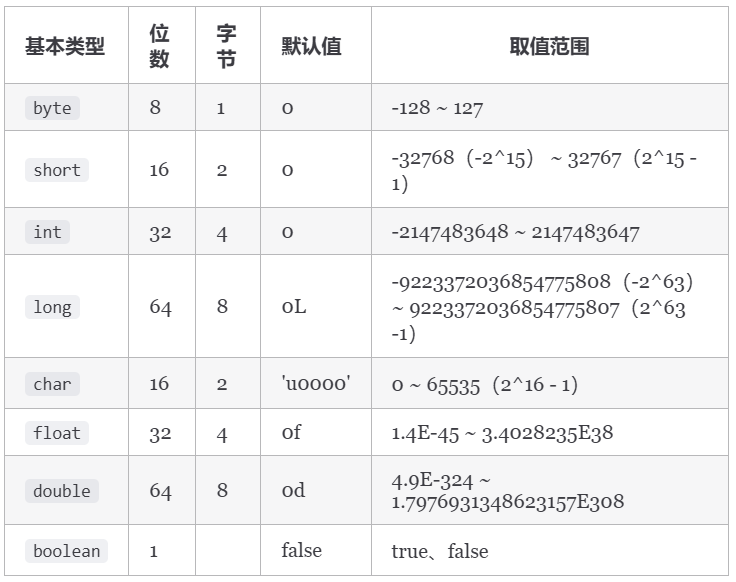 基本类型 位数 字节 默认值 取值范围
byte 8 1 0 -128 ~ 127
short 16 2 0 -32768（-2^15） ~ 32767（2^15 -
1）
int 32 4 0 -2147483648 ~ 2147483647
long 64 8 0L -9223372036854775808（-2^63）
~ 9223372036854775807（2^63
-1）
char 16 2 'u0000' 0 ~ 65535（2^16 - 1）
float 32 4 0f 1.4E-45 ~ 3.4028235E38
double 64 8 0d 4.9E-324 ~
1.7976931348623157E308
boolean 1 false true、false